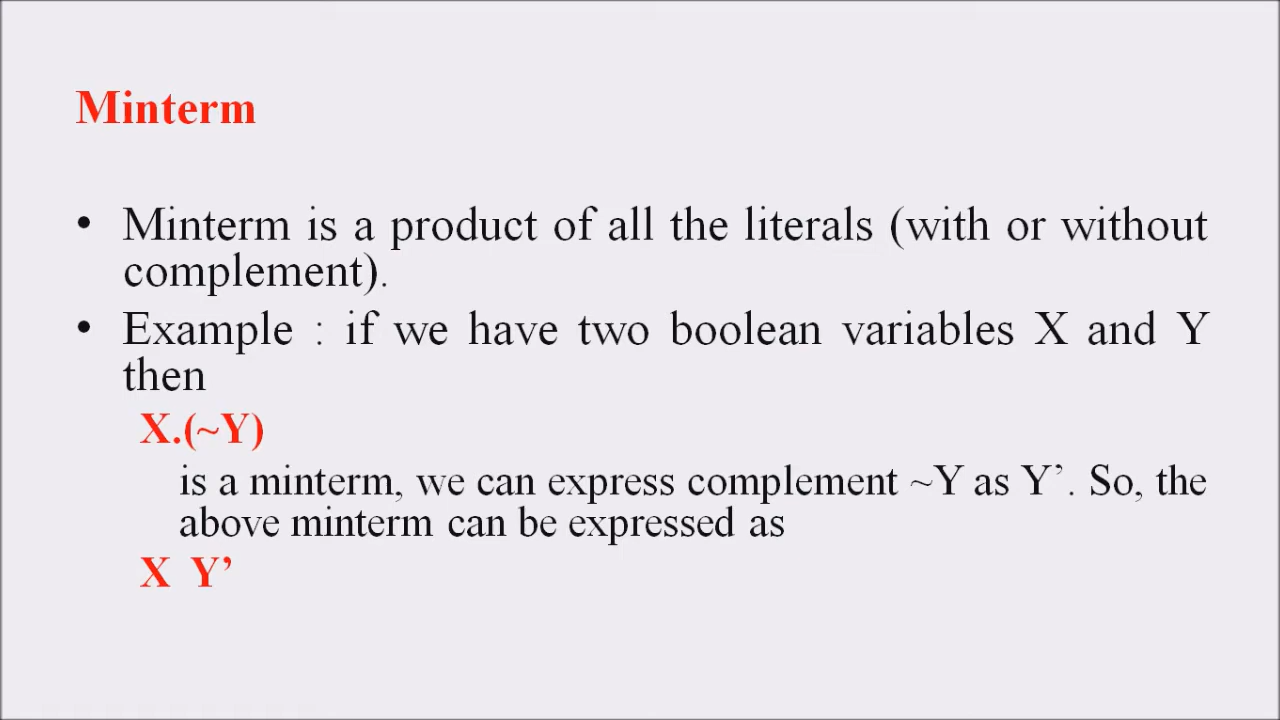 Minterm
• Minterm is a product of all the literals (with or without
complement).
• Example : if we have two boolean variables X and Y
then
X.(~Y)
is a minterm, we can express complement ~Y as Y’. So, the
above minterm can be expressed as
X Y’